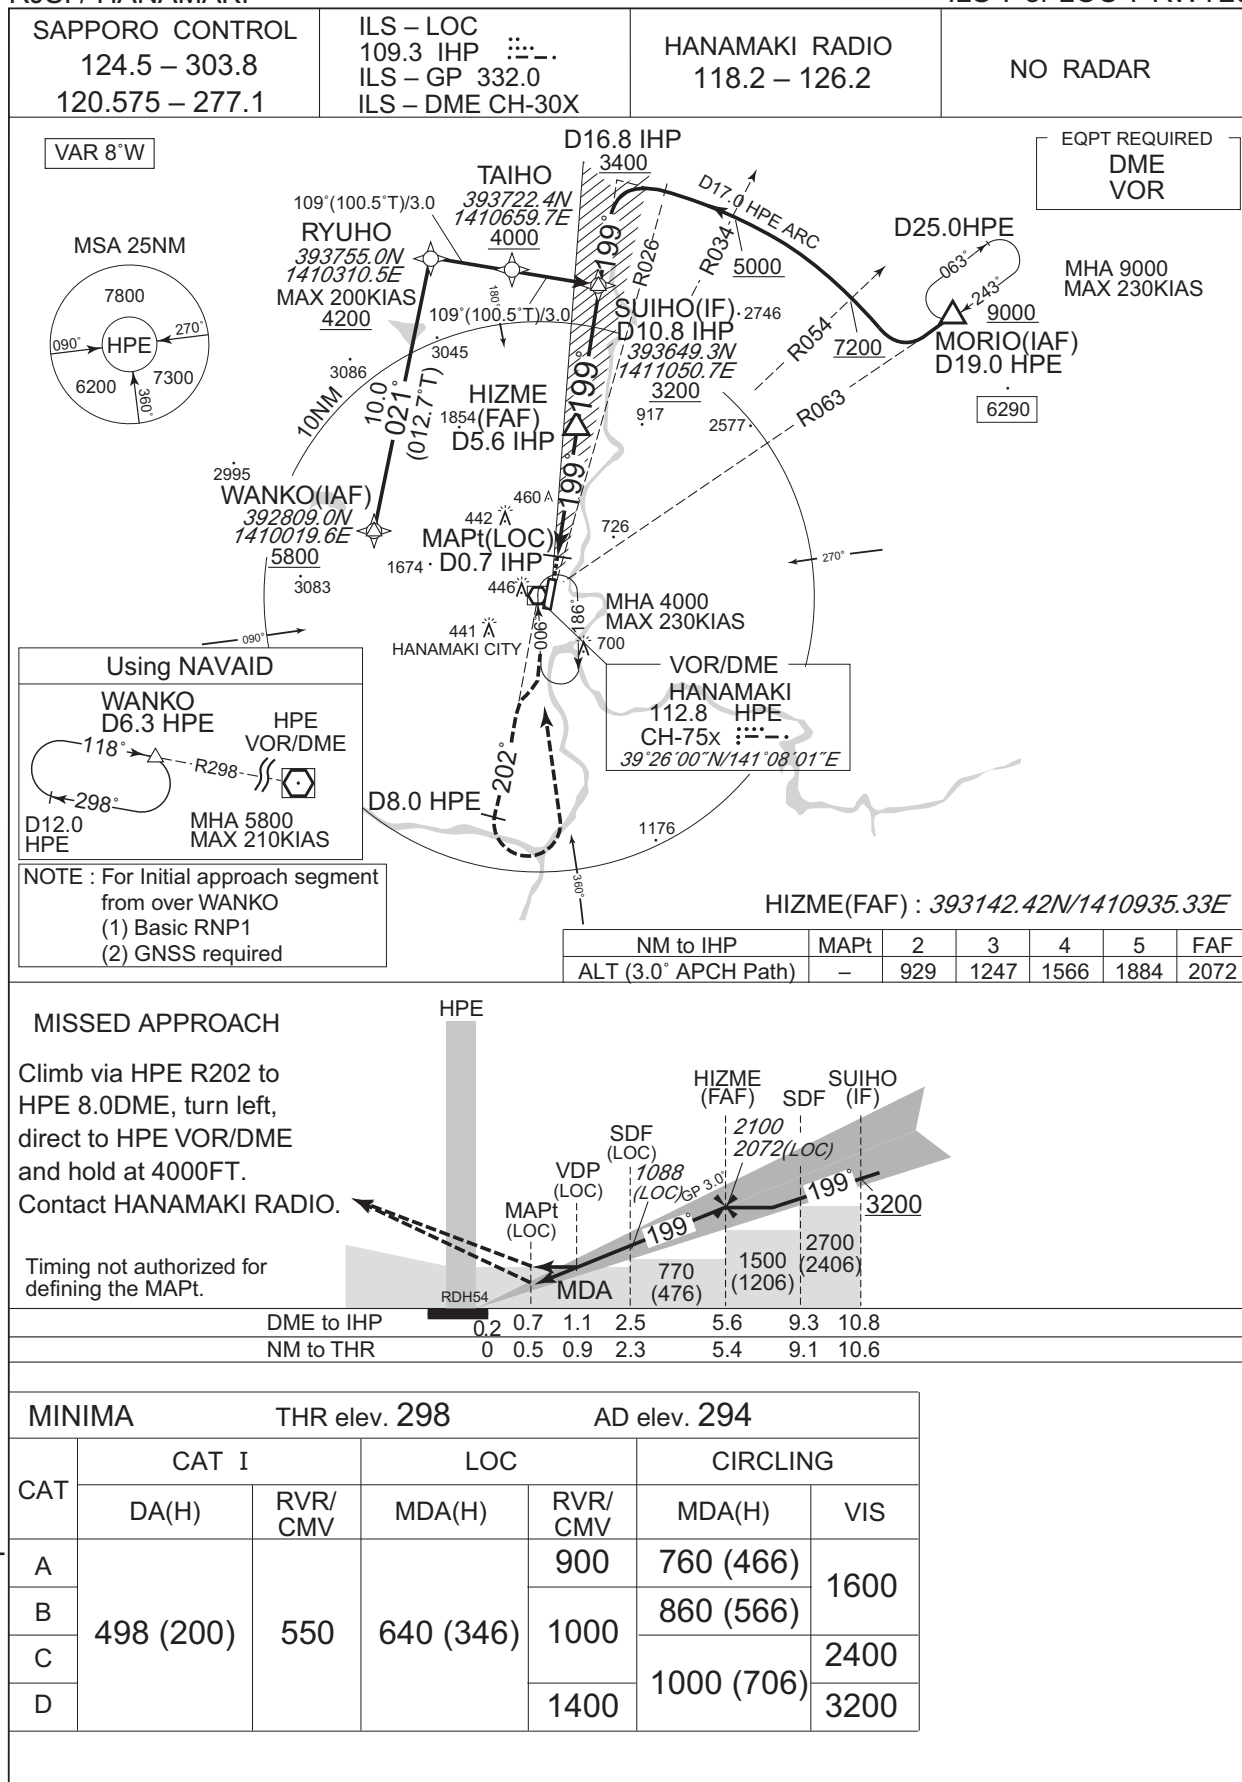 SAPPORO CONTROL
124.5 – 303.8
120.575 – 277.1
ILS – LOC
109.3 IHP
ILS – GP 332.0
ILS – DME CH-30X
HANAMAKI RADIO
118.2 – 126.2
NO RADAR
VAR 8˚W
EQPT REQUIRED
DME
VOR
MSA 25NM
7800
090˚
HPE
270˚
6200
7300
360˚
D16.8 IHP
3400
TAIHO
393722.4N
1410659.7E
4000
109˚(100.5˚T)/3.0
RYUHO
393755.0N
1410310.5E
MAX 200KIAS
4200
180˚
109˚(100.5˚T)/3.0
199˚
R026
R034
D17.0 HPE ARC
5000
R054
7200
D25.0HPE
063˚
243˚
MHA 9000
MAX 230KIAS
9000
MORIO(IAF)
D19.0 HPE
6290
R063
SUIHO(IF)
D10.8 IHP
393649.3N
1411050.7E
3200
2746
917
2577
3045
3086
10NM
10.0
021˚
(012.7˚T)
HIZME
(FAF)
D5.6 IHP
1854
199˚
199˚
2995
WANKO(IAF)
392809.0N
1410019.6E
5800
3083
460
442
MAPt(LOC)
D0.7 IHP
1674
446
726
270˚
MHA 4000
MAX 230KIAS
186˚
006˚
700
441
HANAMAKI CITY
090˚
VOR/DME
HANAMAKI
112.8 HPE
CH-75x
39˚26´00˝N/141˚08´01˝E
Using NAVAID
WANKO
D6.3 HPE
HPE
VOR/DME
118˚
R298
298˚
D12.0
HPE
MHA 5800
MAX 210KIAS
202˚
D8.0 HPE
1176
360˚
NOTE : For Initial approach segment
from over WANKO
(1) Basic RNP1
(2) GNSS required
HIZME(FAF) : 393142.42N/1410935.33E
NM to IHP MAPt 2 3 4 5 FAF
ALT (3.0˚ APCH Path) – 929 1247 1566 1884 2072
MISSED APPROACH
Climb via HPE R202 to
HPE 8.0DME, turn left,
direct to HPE VOR/DME
and hold at 4000FT.
Contact HANAMAKI RADIO.
Timing not authorized for
defining the MAPt.
HPE
RDH54
MAPt
(LOC)
VDP
(LOC)
SDF
(LOC)
1088
(LOC)
GP 3.0˚
HIZME
(FAF)
2100
2072(LOC)
SDF
SUIHO
(IF)
199˚
199˚
3200
MDA
770
(476)
1500
(1206)
2700
(2406)
DME to IHP 0.2 0.7 1.1 2.5 5.6 9.3 10.8
NM to THR 0 0.5 0.9 2.3 5.4 9.1 10.6
MINIMA THR elev. 298 AD elev. 294
CAT CAT I LOC CIRCLING
DA(H) RVR/CMV MDA(H) RVR/CMV MDA(H) VIS
A 498 (200) 550 640 (346) 900 760 (466) 1600
B 1000 860 (566)
C 1000 (706) 2400
D 1400 3200